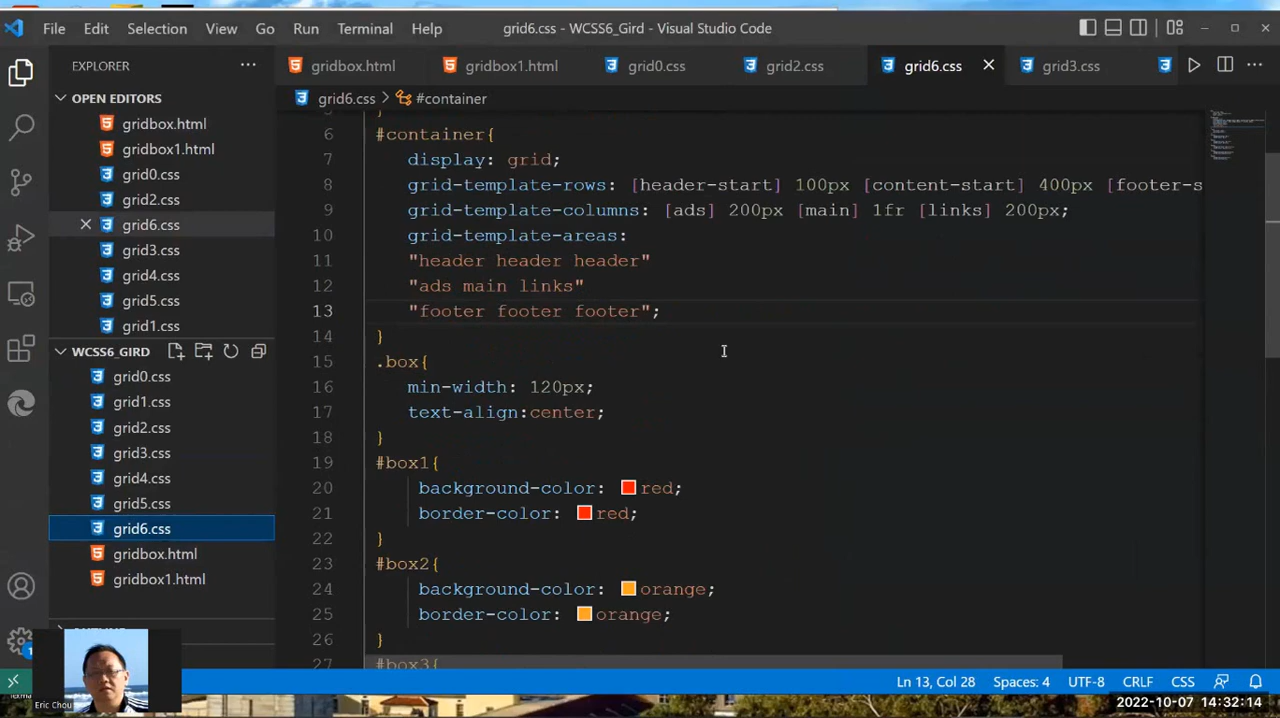 File Edit Selection View Go Run Terminal Help grid6.css - WCSS6_Gird - Visual Studio Code
EXPLORER
gridbox.html gridbox1.html grid0.css grid2.css grid6.css grid3.css
OPEN EDITORS
gridbox.html
gridbox1.html
grid0.css
grid2.css
grid6.css
grid3.css
grid4.css
grid5.css
grid1.css
WCSS6_GIRD
grid0.css
grid1.css
grid2.css
grid3.css
grid4.css
grid5.css
grid6.css
gridbox.html
gridbox1.html
grid6.css > #container
6 #container{
7 display: grid;
8 grid-template-rows: [header-start] 100px [content-start] 400px [footer-s
9 grid-template-columns: [ads] 200px [main] 1fr [links] 200px;
10 grid-template-areas:
11 "header header header"
12 "ads main links"
13 "footer footer footer";
14 }
15 .box{
16 min-width: 120px;
17 text-align:center;
18 }
19 #box1{
20 background-color: red;
21 border-color: red;
22 }
23 #box2{
24 background-color: orange;
25 border-color: orange;
26 }
27 #box3{
Eric Chou
Ln 13, Col 28 Spaces: 4 UTF-8 CRLF CSS
2022-10-07 14:32:14